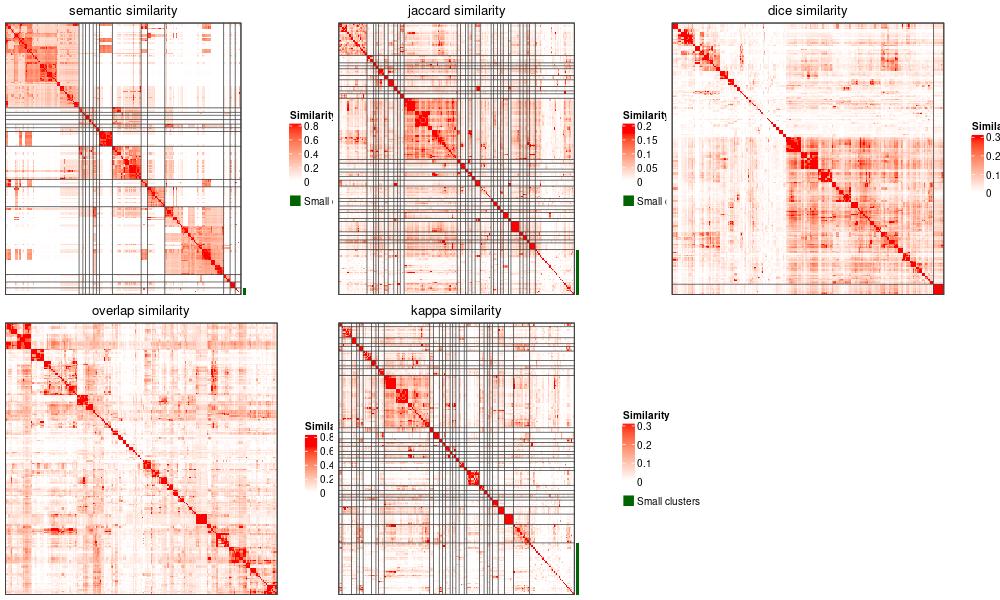 semantic similarity
Similarity
0.8
0.6
0.4
0.2
0
Small
jaccard similarity
Similarity
0.2
0.15
0.1
0.05
0
Small
dice similarity
0.3
0.2
0.1
0
overlap similarity
0.8
0.6
0.4
0.2
0
kappa similarity
Similarity
0.3
0.2
0.1
0
Small clusters